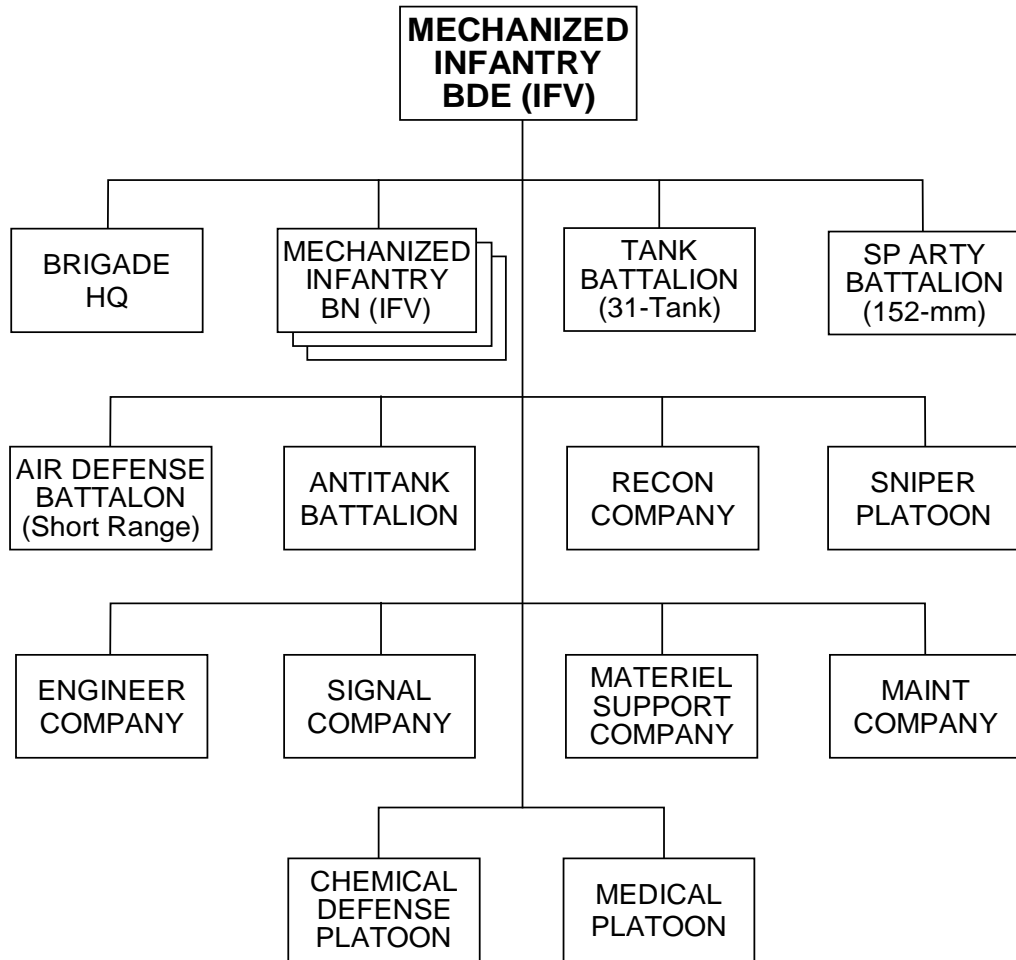 MECHANIZED
INFANTRY
BDE (IFV)
BRIGADE
HQ
MECHANIZED
INFANTRY
BN (IFV)
TANK
BATTALION
(31-Tank)
SP ARTY
BATTALION
(152-mm)
AIR DEFENSE
BATTALON
(Short Range)
ANTITANK
BATTALION
RECON
COMPANY
SNIPER
PLATOON
ENGINEER
COMPANY
SIGNAL
COMPANY
MATERIEL
SUPPORT
COMPANY
MAINT
COMPANY
CHEMICAL
DEFENSE
PLATOON
MEDICAL
PLATOON